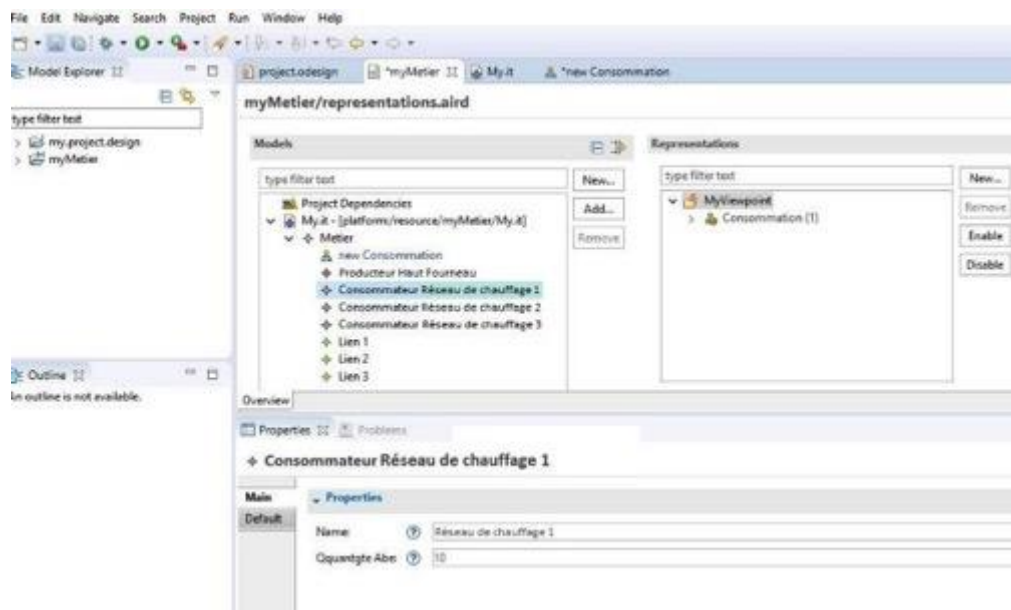 File Edit Navigate Search Project Run Window Help
Model Explorer
type filter text
my.project.design
myMetier
Outline
An outline is not available.
project.odesign *myMetier My.it *new Consommation
myMetier/representations.aird
Models
type filter text
New...
Add...
Remove
Project Dependencies
My.it - [platform:/resource/myMetier/My.it]
Metier
new Consommation
Producteur Haut Fourneau
Consommateur Réseau de chauffage 1
Consommateur Réseau de chauffage 2
Consommateur Réseau de chauffage 3
Lien 1
Lien 2
Lien 3
Representations
type filter text
New...
Remove
Enable
Disable
MyViewpoint
Consommation (1)
Overview
Properties Problems
Consommateur Réseau de chauffage 1
Main
Default
Properties
Name: Réseau de chauffage 1
10